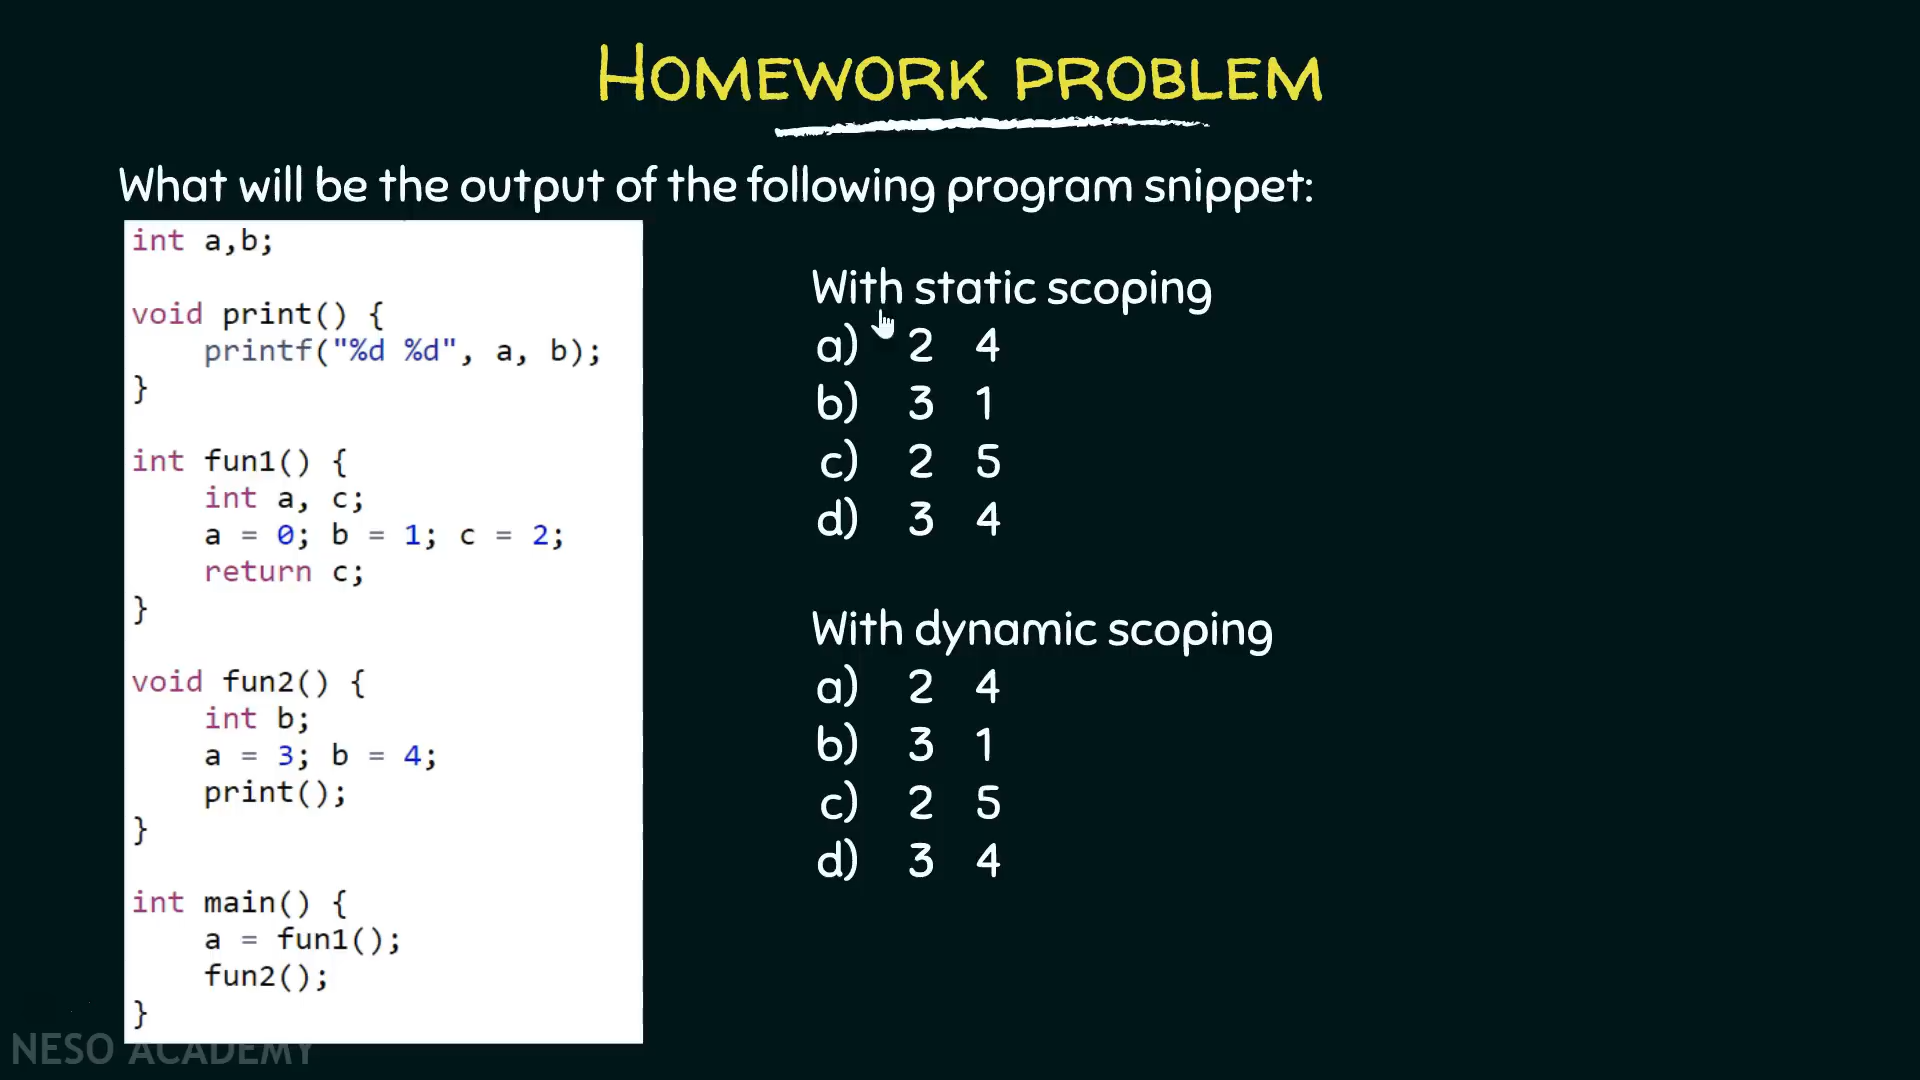 HOMEWORK PROBLEM
What will be the output of the following program snippet:
int a,b;
void print() {
printf("%d %d", a, b);
}
int fun1() {
int a, c;
a = 0; b = 1; c = 2;
return c;
}
void fun2() {
int b;
a = 3; b = 4;
print();
}
int main() {
a = fun1();
fun2();
}
With static scoping
a) 2 4
b) 3 1
c) 2 5
d) 3 4
With dynamic scoping
a) 2 4
b) 3 1
c) 2 5
d) 3 4
NESO ACADEMY